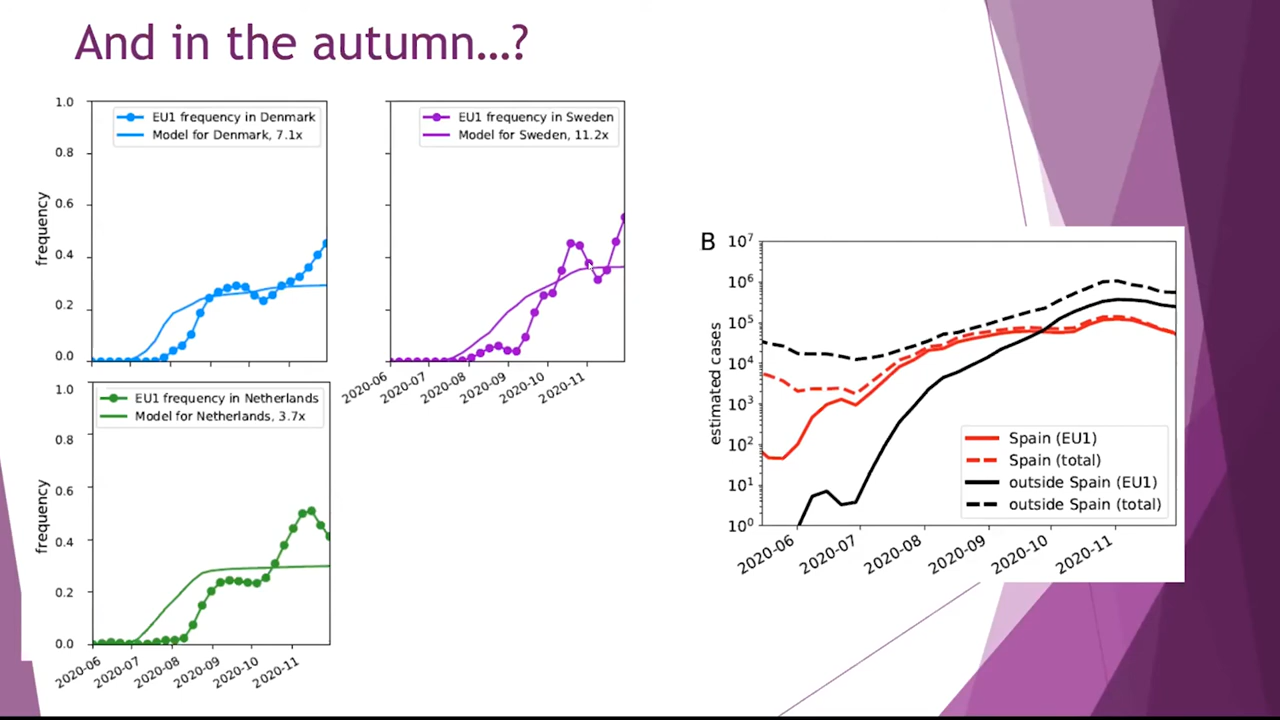 And in the autumn...?
1.0
0.8
0.6
0.4
0.2
0.0
frequency
EU1 frequency in Denmark
Model for Denmark, 7.1x
EU1 frequency in Sweden
Model for Sweden, 11.2x
2020-06
2020-07
2020-08
2020-09
2020-10
2020-11
1.0
0.8
0.6
0.4
0.2
0.0
frequency
EU1 frequency in Netherlands
Model for Netherlands, 3.7x
2020-06
2020-07
2020-08
2020-09
2020-10
2020-11
B
10⁷
10⁶
10⁵
10⁴
10³
10²
10¹
10⁰
estimated cases
Spain (EU1)
Spain (total)
outside Spain (EU1)
outside Spain (total)
2020-06
2020-07
2020-08
2020-09
2020-10
2020-11